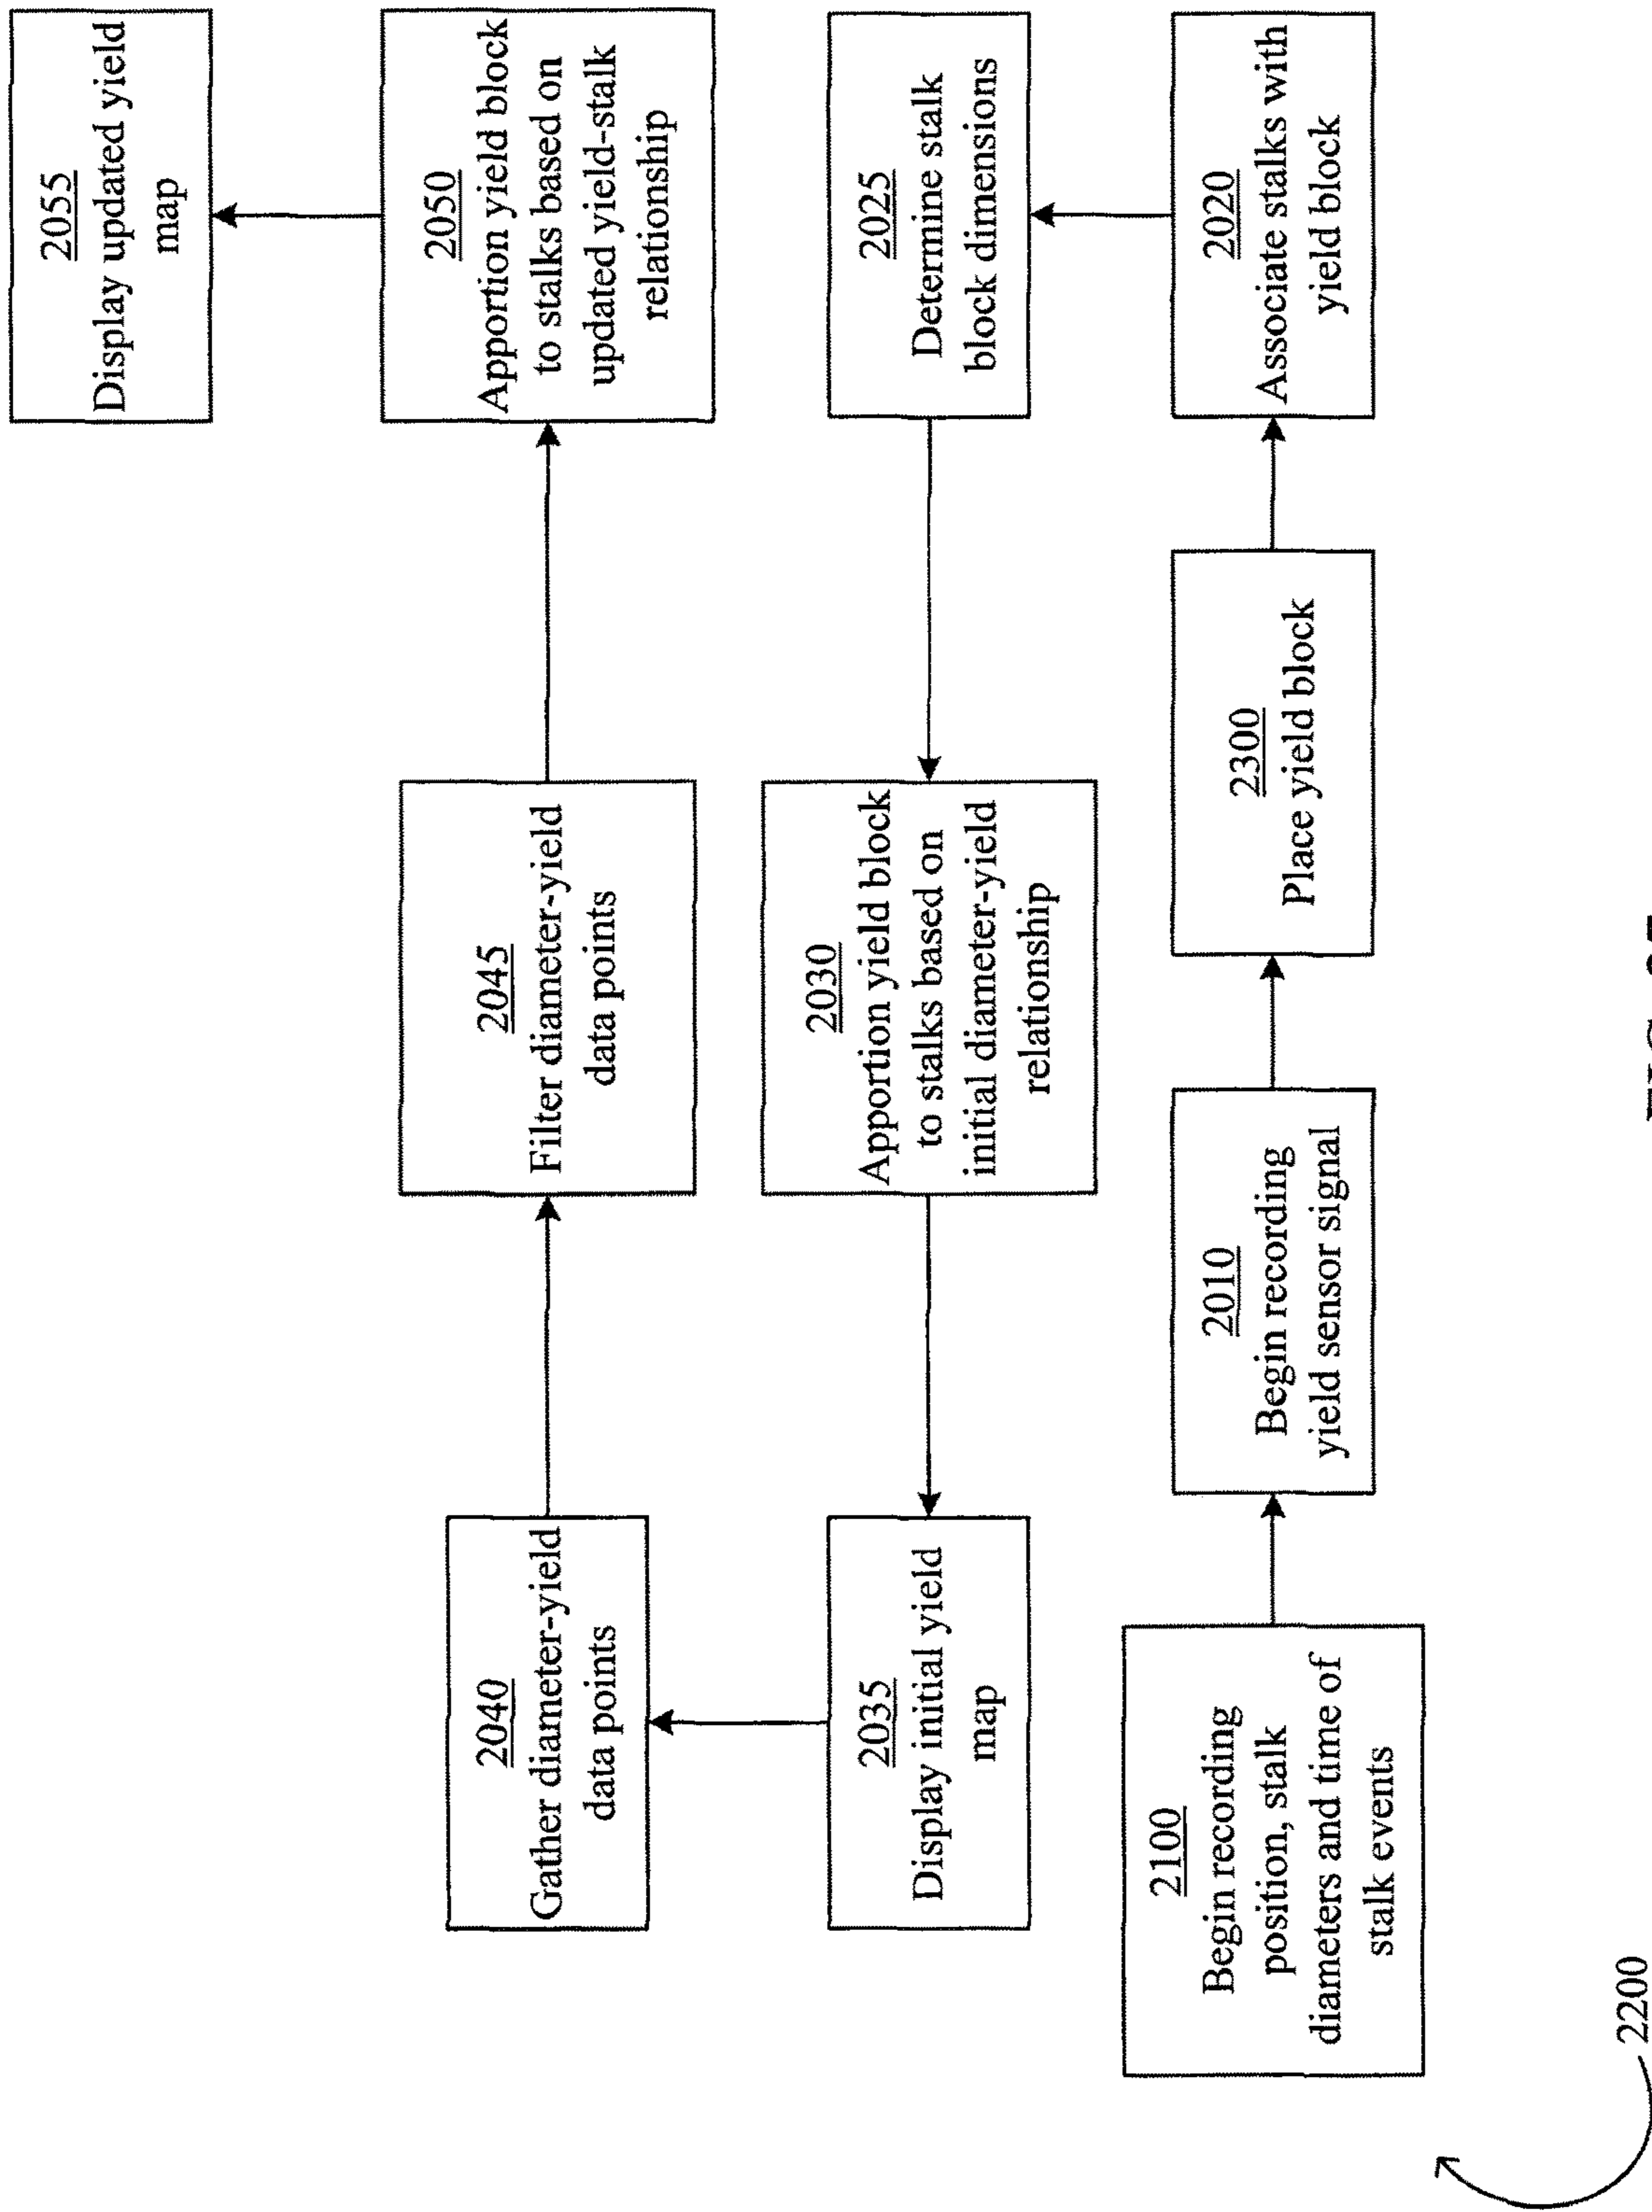 2055
Display updated yield
map
2050
Apportion yield block
to stalks based on
updated yield-stalk
relationship
2045
Filter diameter-yield
data points
2040
Gather diameter-yield
data points
2035
Display initial yield
map
2030
Apportion yield block
to stalks based on
initial diameter-yield
relationship
2025
Determine stalk
block dimensions
2100
Begin recording
position, stalk
diameters and time of
stalk events
2010
Begin recording
yield sensor signal
2300
Place yield block
2020
Associate stalks with
yield block
2200